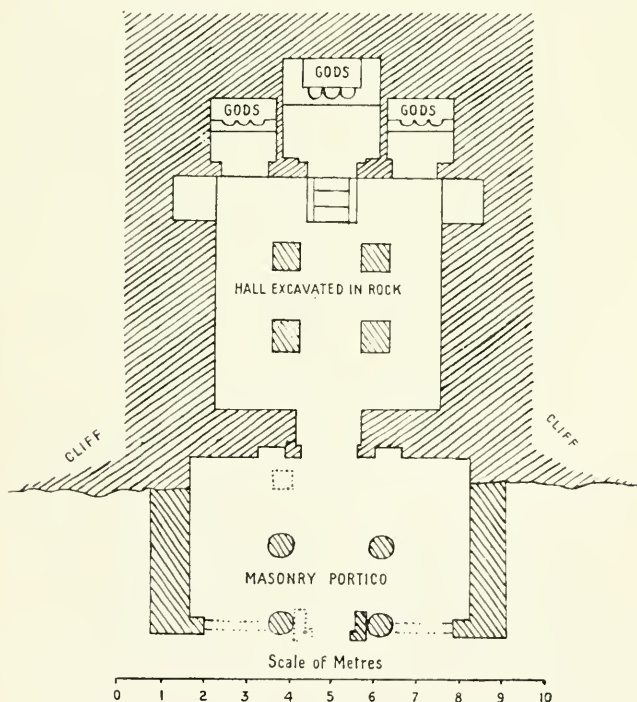 GODS
GODS
GODS
HALL EXCAVATED IN ROCK
CLIFF
CLIFF
MASONRY PORTICO
Scale of Metres
0 1 2 3 4 5 6 7 8 9 10